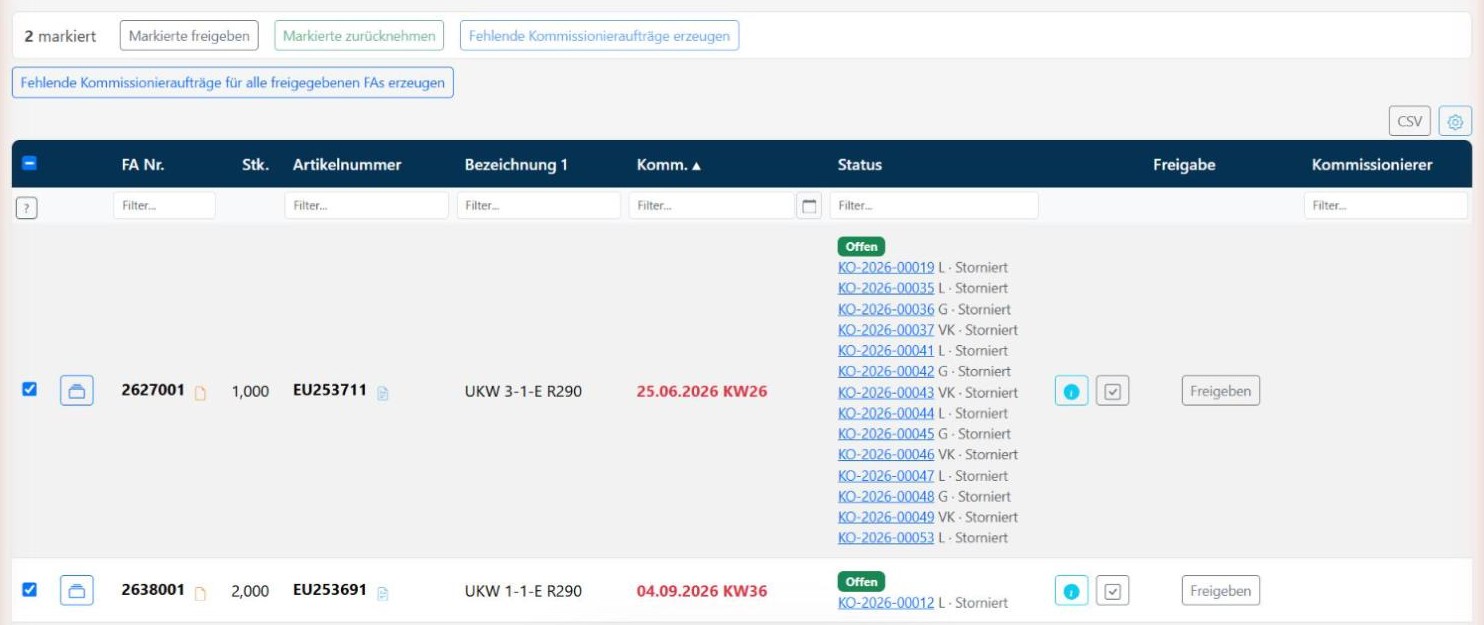 2 markiert Markierte freigeben Markierte zurücknehmen Fehlende Kommissionieraufträge erzeugen
Fehlende Kommissionieraufträge für alle freigegebenen FAs erzeugen
CSV
FA Nr. Stk. Artikelnummer Bezeichnung 1 Komm. ▲ Status Freigabe Kommissionierer
? Filter... Filter... Filter... Filter... Filter... Filter...
Offen
KO-2026-00019 L · Storniert
KO-2026-00035 L · Storniert
KO-2026-00036 G · Storniert
KO-2026-00037 VK · Storniert
KO-2026-00041 L · Storniert
KO-2026-00042 G · Storniert
2627001 1,000 EU253711 UKW 3-1-E R290 25.06.2026 KW26 KO-2026-00043 VK · Storniert Freigeben
KO-2026-00044 L · Storniert
KO-2026-00045 G · Storniert
KO-2026-00046 VK · Storniert
KO-2026-00047 L · Storniert
KO-2026-00048 G · Storniert
KO-2026-00049 VK · Storniert
KO-2026-00053 L · Storniert
Offen
2638001 2,000 EU253691 UKW 1-1-E R290 04.09.2026 KW36 Freigeben
KO-2026-00012 L · Storniert